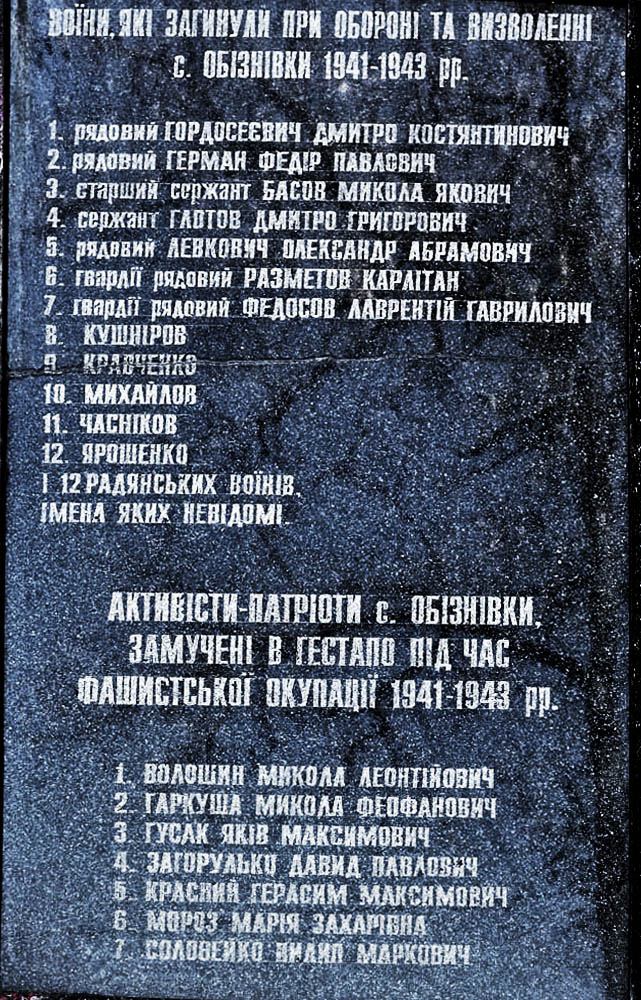 ВОЇНИ, ЯКІ ЗАГИНУЛИ ПРИ ОБОРОНІ ТА ВИЗВОЛЕННІ
с. ОБІЗНІВКИ 1941-1943 рр.
1. рядовий ГОРДОСЕЄВИЧ ДМИТРО КОСТЯНТИНОВИЧ
2. рядовий ГЕРМАН ФЕДІР ПАВЛОВИЧ
3. старший сержант БАСОВ МИКОЛА ЯКОВИЧ
4. сержант ГЛОТОВ ДМИТРО ГРИГОРОВИЧ
5. рядовий ЛЕВКОВИЧ ОЛЕКСАНДР АБРАМОВИЧ
6. гвардії рядовий РАЗМЕТОВ КАРЛІТАН
7. гвардії рядовий ФЕДОСОВ ЛАВРЕНТІЙ ГАВРИЛОВИЧ
8. КУШНІРОВ
9. КРАВЧЕНКО
10. МИХАЙЛОВ
11. ЧАСНІКОВ
12. ЯРОШЕНКО
І 12 РАДЯНСЬКИХ ВОЇНІВ,
ІМЕНА ЯКИХ НЕВІДОМІ.
АКТИВІСТИ-ПАТРІОТИ с. ОБІЗНІВКИ,
ЗАМУЧЕНІ В ГЕСТАПО ПІД ЧАС
ФАШИСТСЬКОЇ ОКУПАЦІЇ 1941-1943 рр.
1. ВОЛОШИН МИКОЛА ЛЕОНТІЙОВИЧ
2. ГАРКУША МИКОЛА ФЕОФАНОВИЧ
3. ГУСАК ЯКІВ МАКСИМОВИЧ
4. ЗАГОРУЛЬКО ДАВИД ПАВЛОВИЧ
5. КРАСНИЙ ГЕРАСИМ МАКСИМОВИЧ
6. МОРОЗ МАРІЯ ЗАХАРІВНА
7. СОЛОВЕЙКО ПИЛИП МАРКОВИЧ